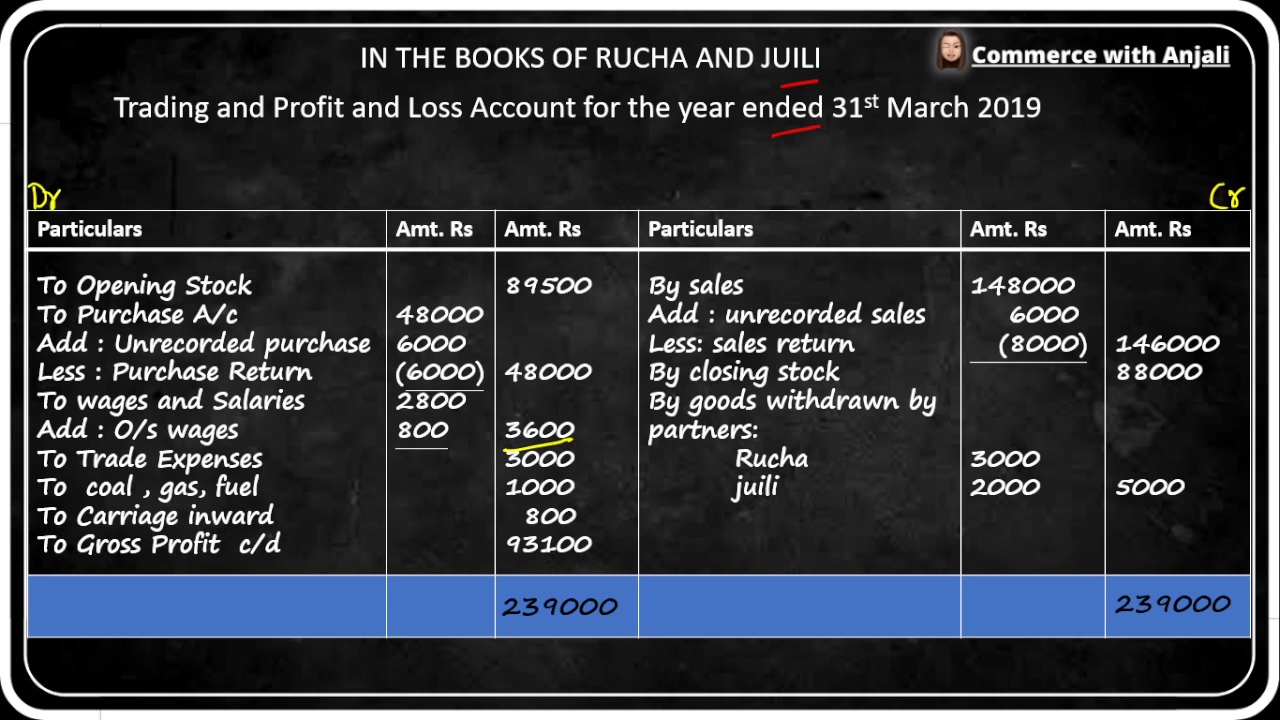 IN THE BOOKS OF RUCHA AND JUILI
Commerce with Anjali
Trading and Profit and Loss Account for the year ended 31st March 2019
Dr
Cr
Particulars Amt. Rs Amt. Rs Particulars Amt. Rs Amt. Rs
To Opening Stock 89500 By sales 148000
To Purchase A/c 48000 Add : unrecorded sales 6000
Add : Unrecorded purchase 6000 Less: sales return (8000) 146000
Less : Purchase Return (6000) 48000 By closing stock 88000
To wages and Salaries 2800 By goods withdrawn by
Add : O/s wages 800 3600 partners:
To Trade Expenses 3000 Rucha 3000
To coal , gas, fuel 1000 juili 2000 5000
To Carriage inward 800
To Gross Profit c/d 93100
239000 239000